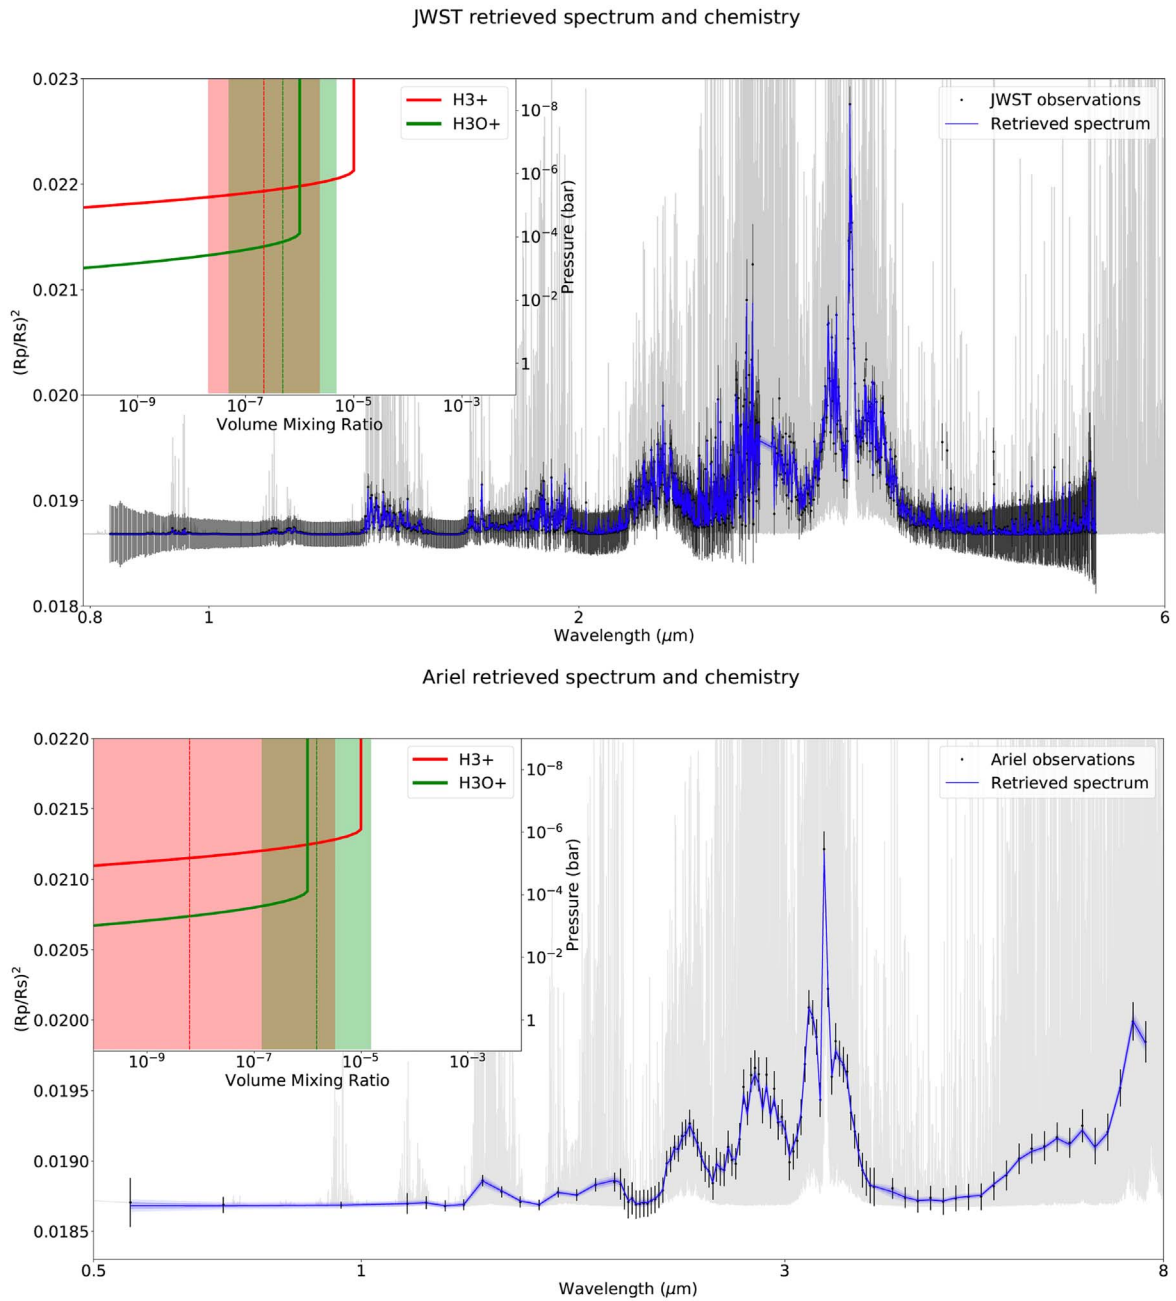 JWST retrieved spectrum and chemistry
0.023
0.022
0.021
0.020
0.019
0.018
(Rp/Rs)²
H3+
H3O+
10⁻⁸
10⁻⁶
10⁻⁴
10⁻²
1
Pressure (bar)
10⁻⁹
10⁻⁷
10⁻⁵
10⁻³
Volume Mixing Ratio
JWST observations
Retrieved spectrum
0.8
1
2
6
Wavelength (μm)
Ariel retrieved spectrum and chemistry
0.0220
0.0215
0.0210
0.0205
0.0200
0.0195
0.0190
0.0185
(Rp/Rs)²
H3+
H3O+
10⁻⁸
10⁻⁶
10⁻⁴
10⁻²
1
Pressure (bar)
10⁻⁹
10⁻⁷
10⁻⁵
10⁻³
Volume Mixing Ratio
Ariel observations
Retrieved spectrum
0.5
1
3
8
Wavelength (μm)